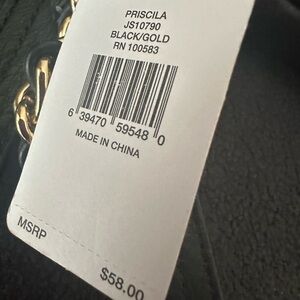 PRISCILA
JS10790
BLACK/GOLD
RN 100583
6 39470 59548 0
MADE IN CHINA
MSRP
$58.00